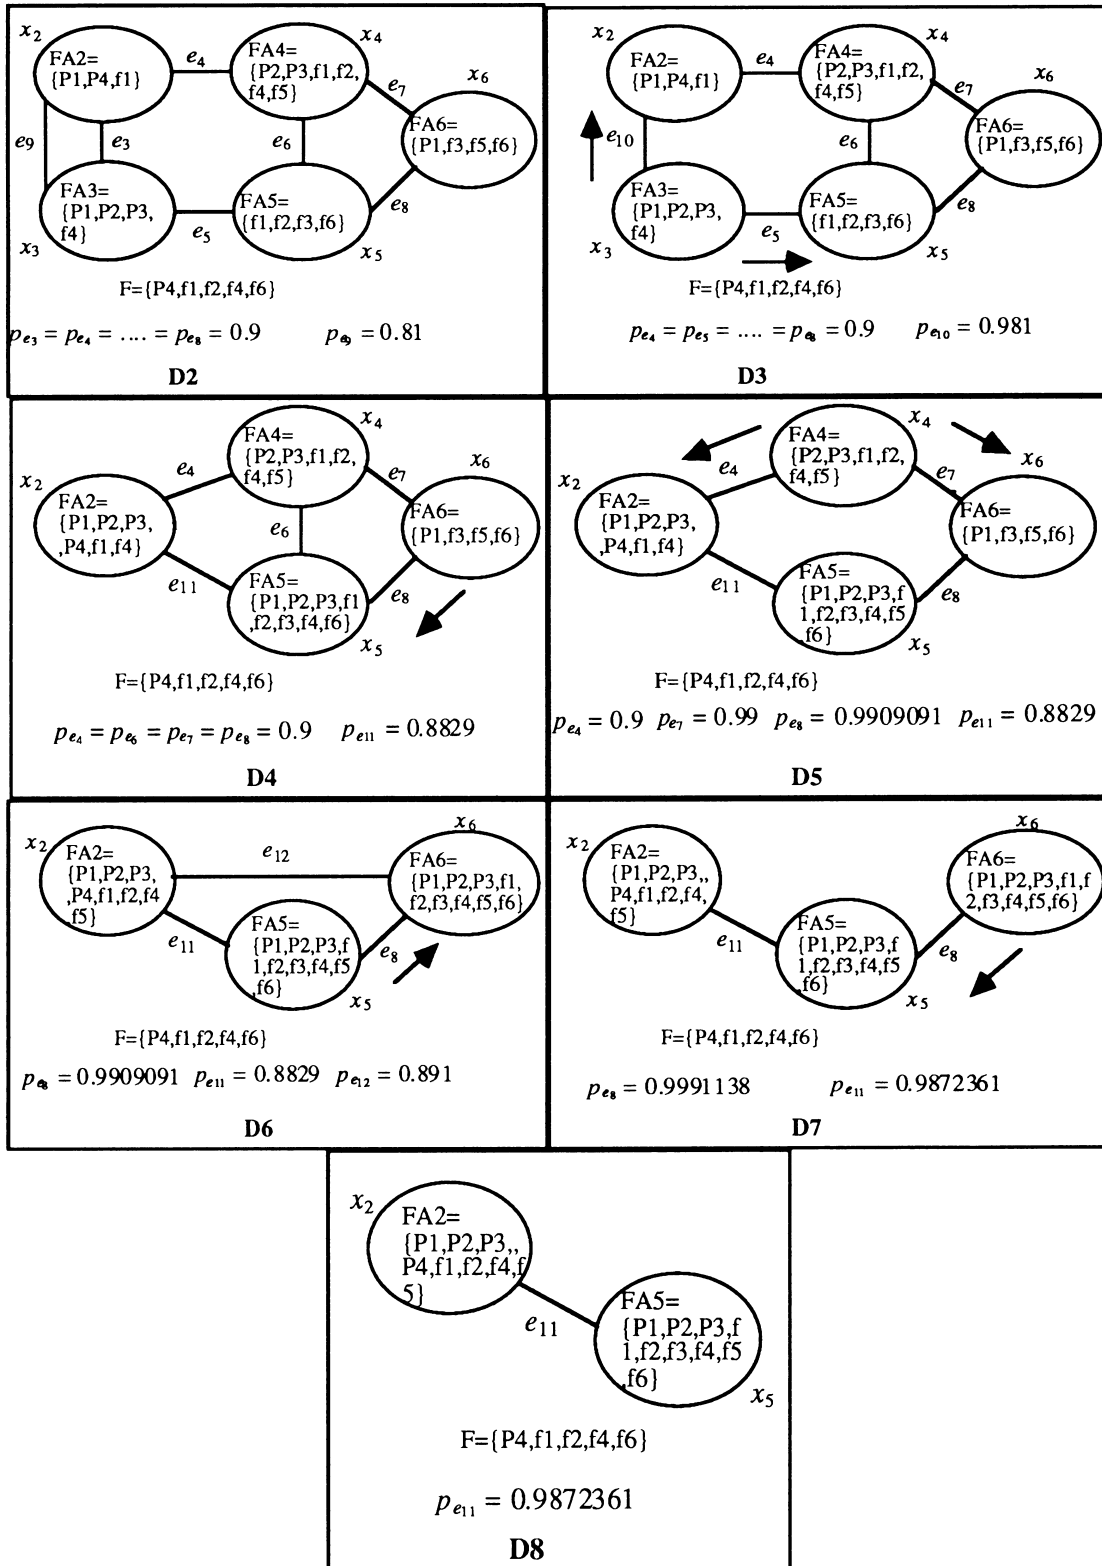 x2
FA2=
{P1,P4,f1}
e4
FA4=
{P2,P3,f1,f2,
f4,f5}
x4
x6
e7
FA6=
{P1,f3,f5,f6}
e9
e3
e6
FA3=
{P1,P2,P3,
f4}
x3
e5
FA5=
{f1,f2,f3,f6}
e8
x5
F={P4,f1,f2,f4,f6}
pe3 = pe4 = .... = pe8 = 0.9 pe9 = 0.81
D2
x2
FA2=
{P1,P4,f1}
e4
FA4=
{P2,P3,f1,f2,
f4,f5}
x4
x6
e7
FA6=
{P1,f3,f5,f6}
e10
e6
FA3=
{P1,P2,P3,
f4}
x3
e5
FA5=
{f1,f2,f3,f6}
e8
x5
F={P4,f1,f2,f4,f6}
pe4 = pe5 = .... = pe8 = 0.9 pe10 = 0.981
D3
x2
FA2=
{P1,P2,P3,
,P4,f1,f4}
e4
FA4=
{P2,P3,f1,f2,
f4,f5}
x4
x6
e7
FA6=
{P1,f3,f5,f6}
e6
e11
FA5=
{P1,P2,P3,f1
,f2,f3,f4,f6}
e8
x5
F={P4,f1,f2,f4,f6}
pe4 = pe6 = pe7 = pe8 = 0.9 pe11 = 0.8829
D4
x2
FA2=
{P1,P2,P3,
,P4,f1,f4}
e4
FA4=
{P2,P3,f1,f2,
f4,f5}
x4
x6
e7
FA6=
{P1,f3,f5,f6}
e11
FA5=
{P1,P2,P3,f
1,f2,f3,f4,f5
,f6}
e8
x5
F={P4,f1,f2,f4,f6}
pe4 = 0.9 pe7 = 0.99 pe8 = 0.9909091 pe11 = 0.8829
D5
x2
FA2=
{P1,P2,P3,
,P4,f1,f2,f4
,f5}
e12
x6
FA6=
{P1,P2,P3,f1,
f2,f3,f4,f5,f6}
e11
FA5=
{P1,P2,P3,f
1,f2,f3,f4,f5
,f6}
e8
x5
F={P4,f1,f2,f4,f6}
pe8 = 0.9909091 pe11 = 0.8829 pe12 = 0.891
D6
x2
FA2=
{P1,P2,P3,,
P4,f1,f2,f4,
f5}
x6
FA6=
{P1,P2,P3,f1,f
2,f3,f4,f5,f6}
e11
FA5=
{P1,P2,P3,f
1,f2,f3,f4,f5
,f6}
e8
x5
F={P4,f1,f2,f4,f6}
pe8 = 0.9991138 pe11 = 0.9872361
D7
x2
FA2=
{P1,P2,P3,,
P4,f1,f2,f4,f
5}
e11
FA5=
{P1,P2,P3,f
1,f2,f3,f4,f5
,f6}
x5
F={P4,f1,f2,f4,f6}
pe11 = 0.9872361
D8